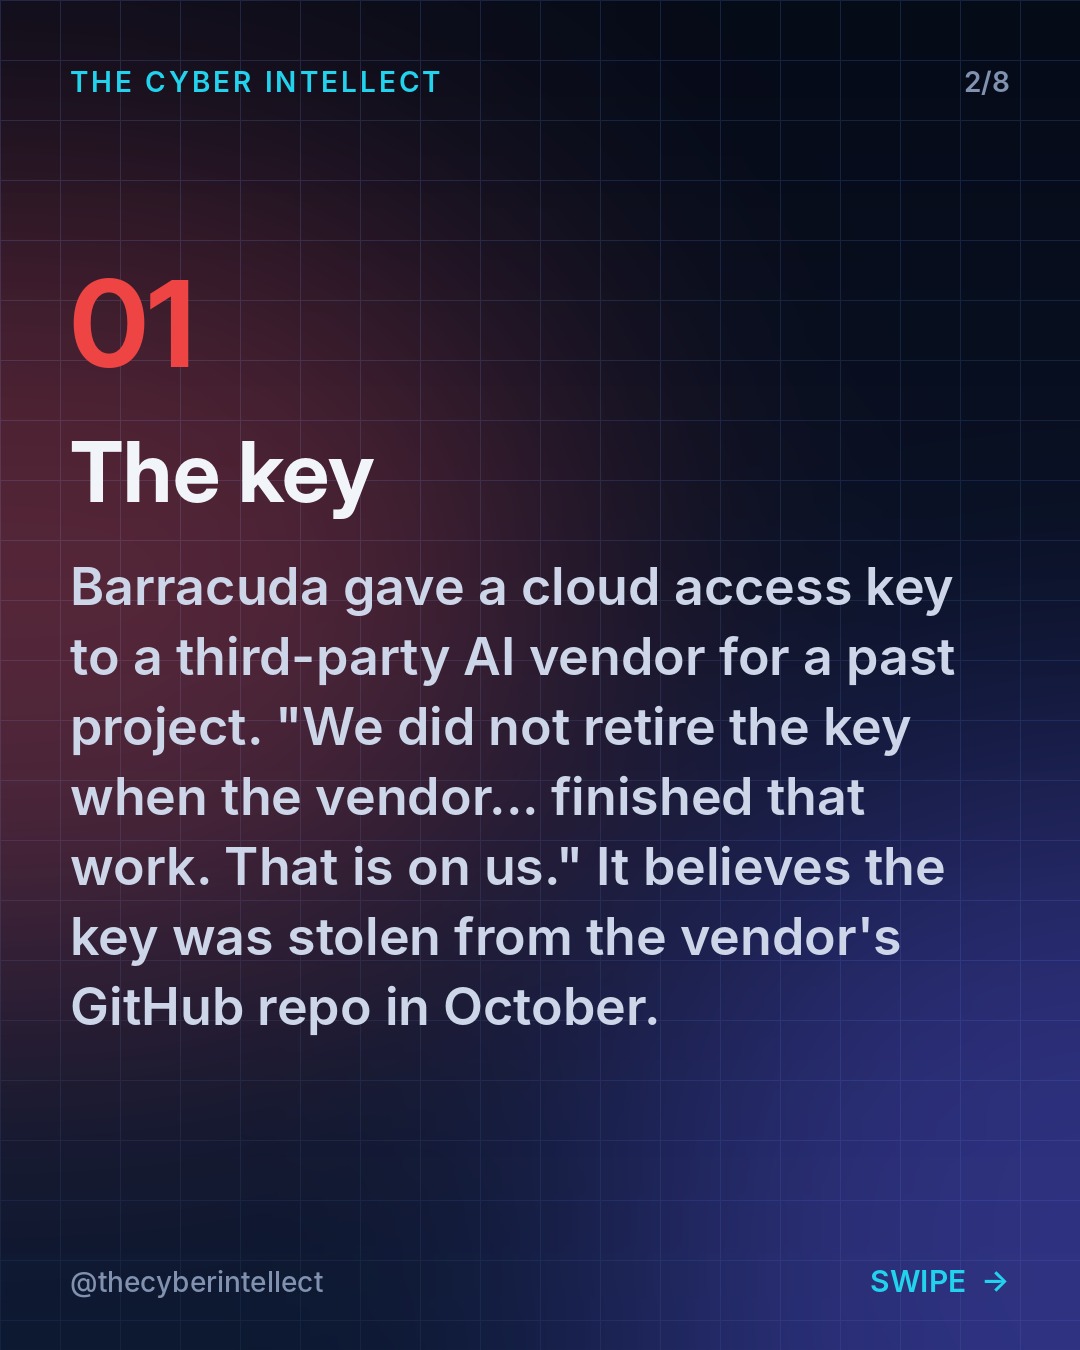 THE CYBER INTELLECT
2/8
01
The key
Barracuda gave a cloud access key
to a third-party AI vendor for a past
project. "We did not retire the key
when the vendor... finished that
work. That is on us." It believes the
key was stolen from the vendor's
GitHub repo in October.
@thecyberintellect
SWIPE →